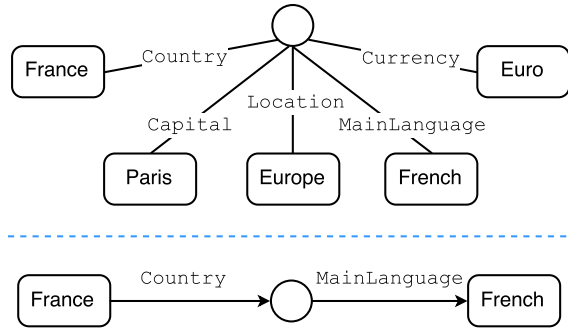 France
Country
Currency
Euro
Location
Capital
MainLanguage
Paris
Europe
French
France
Country
MainLanguage
French